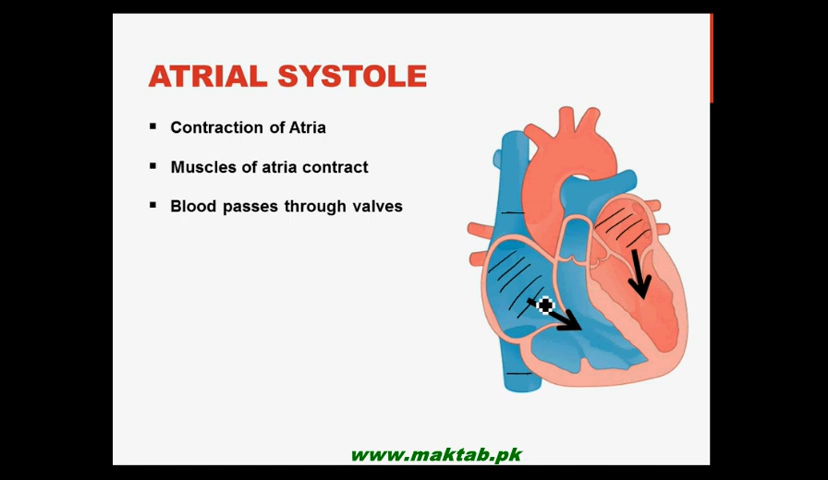 ATRIAL SYSTOLE
▪ Contraction of Atria
▪ Muscles of atria contract
▪ Blood passes through valves
www.maktab.pk